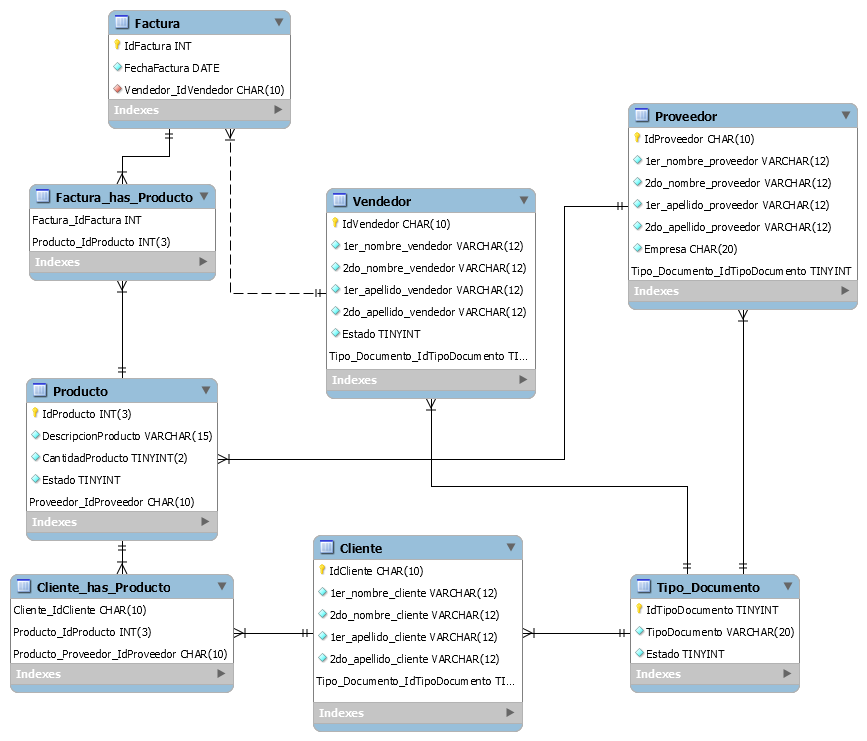 Factura
IdFactura INT
FechaFactura DATE
Vendedor_IdVendedor CHAR(10)
Indexes
Factura_has_Producto
Factura_IdFactura INT
Producto_IdProducto INT(3)
Indexes
Vendedor
IdVendedor CHAR(10)
1er_nombre_vendedor VARCHAR(12)
2do_nombre_vendedor VARCHAR(12)
1er_apellido_vendedor VARCHAR(12)
2do_apellido_vendedor VARCHAR(12)
Estado TINYINT
Tipo_Documento_IdTipoDocumento TI...
Indexes
Proveedor
IdProveedor CHAR(10)
1er_nombre_proveedor VARCHAR(12)
2do_nombre_proveedor VARCHAR(12)
1er_apellido_proveedor VARCHAR(12)
2do_apellido_proveedor VARCHAR(12)
Empresa CHAR(20)
Tipo_Documento_IdTipoDocumento TINYINT
Indexes
Producto
IdProducto INT(3)
DescripcionProducto VARCHAR(15)
CantidadProducto TINYINT(2)
Estado TINYINT
Proveedor_IdProveedor CHAR(10)
Indexes
Cliente_has_Producto
Cliente_IdCliente CHAR(10)
Producto_IdProducto INT(3)
Producto_Proveedor_IdProveedor CHAR(10)
Indexes
Cliente
IdCliente CHAR(10)
1er_nombre_cliente VARCHAR(12)
2do_nombre_cliente VARCHAR(12)
1er_apellido_cliente VARCHAR(12)
2do_apellido_cliente VARCHAR(12)
Tipo_Documento_IdTipoDocumento TI...
Indexes
Tipo_Documento
IdTipoDocumento TINYINT
TipoDocumento VARCHAR(20)
Estado TINYINT
Indexes